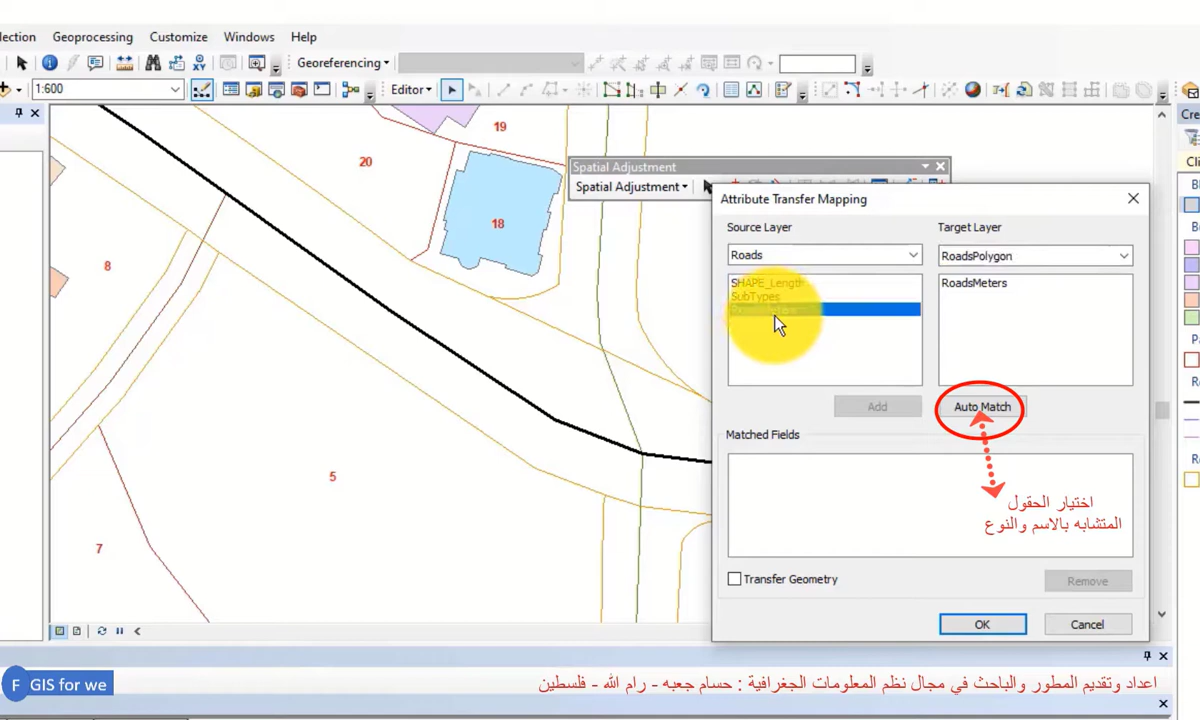 lection Geoprocessing Customize Windows Help
Georeferencing
1:600 Editor
Cre
19
20
18
8
5
7
Spatial Adjustment
Spatial Adjustment
Attribute Transfer Mapping
Source Layer
Target Layer
Roads
RoadsPolygon
SHAPE_Length
SubTypes
RoadsMeters
Add
Auto Match
Matched Fields
اختيار الحقول
المتشابه بالاسم والنوع
Transfer Geometry
Remove
OK
Cancel
F GIS for we
اعداد وتقديم المطور والباحث في مجال نظم المعلومات الجغرافية : حسام جعبه - رام الله - فلسطين